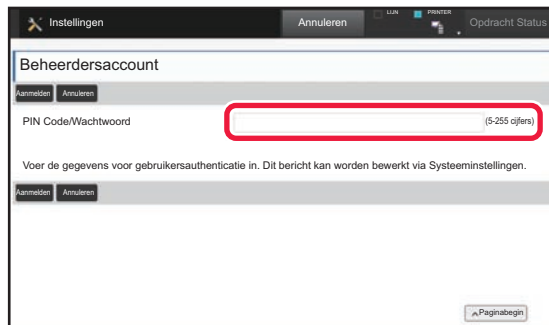 Instellingen
Annuleren
LIJN
PRINTER
Opdracht Status
Beheerdersaccount
Aanmelden Annuleren
PIN Code/Wachtwoord (5-255 cijfers)
Voer de gegevens voor gebruikersauthenticatie in. Dit bericht kan worden bewerkt via Systeeminstellingen.
Aanmelden Annuleren
Paginabegin